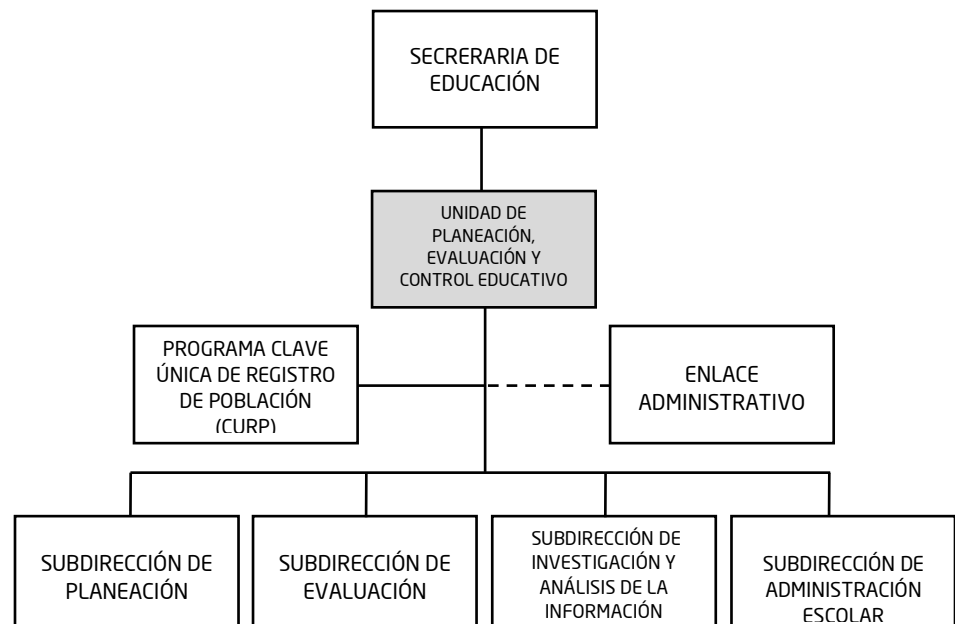 SECRERARIA DE
EDUCACIÓN
UNIDAD DE
PLANEACIÓN,
EVALUACIÓN Y
CONTROL EDUCATIVO
PROGRAMA CLAVE
ÚNICA DE REGISTRO
DE POBLACIÓN
(CURP)
ENLACE
ADMINISTRATIVO
SUBDIRECCIÓN DE
PLANEACIÓN
SUBDIRECCIÓN DE
EVALUACIÓN
SUBDIRECCIÓN DE
INVESTIGACIÓN Y
ANÁLISIS DE LA
INFORMACIÓN
SUBDIRECCIÓN DE
ADMINISTRACIÓN
ESCOLAR